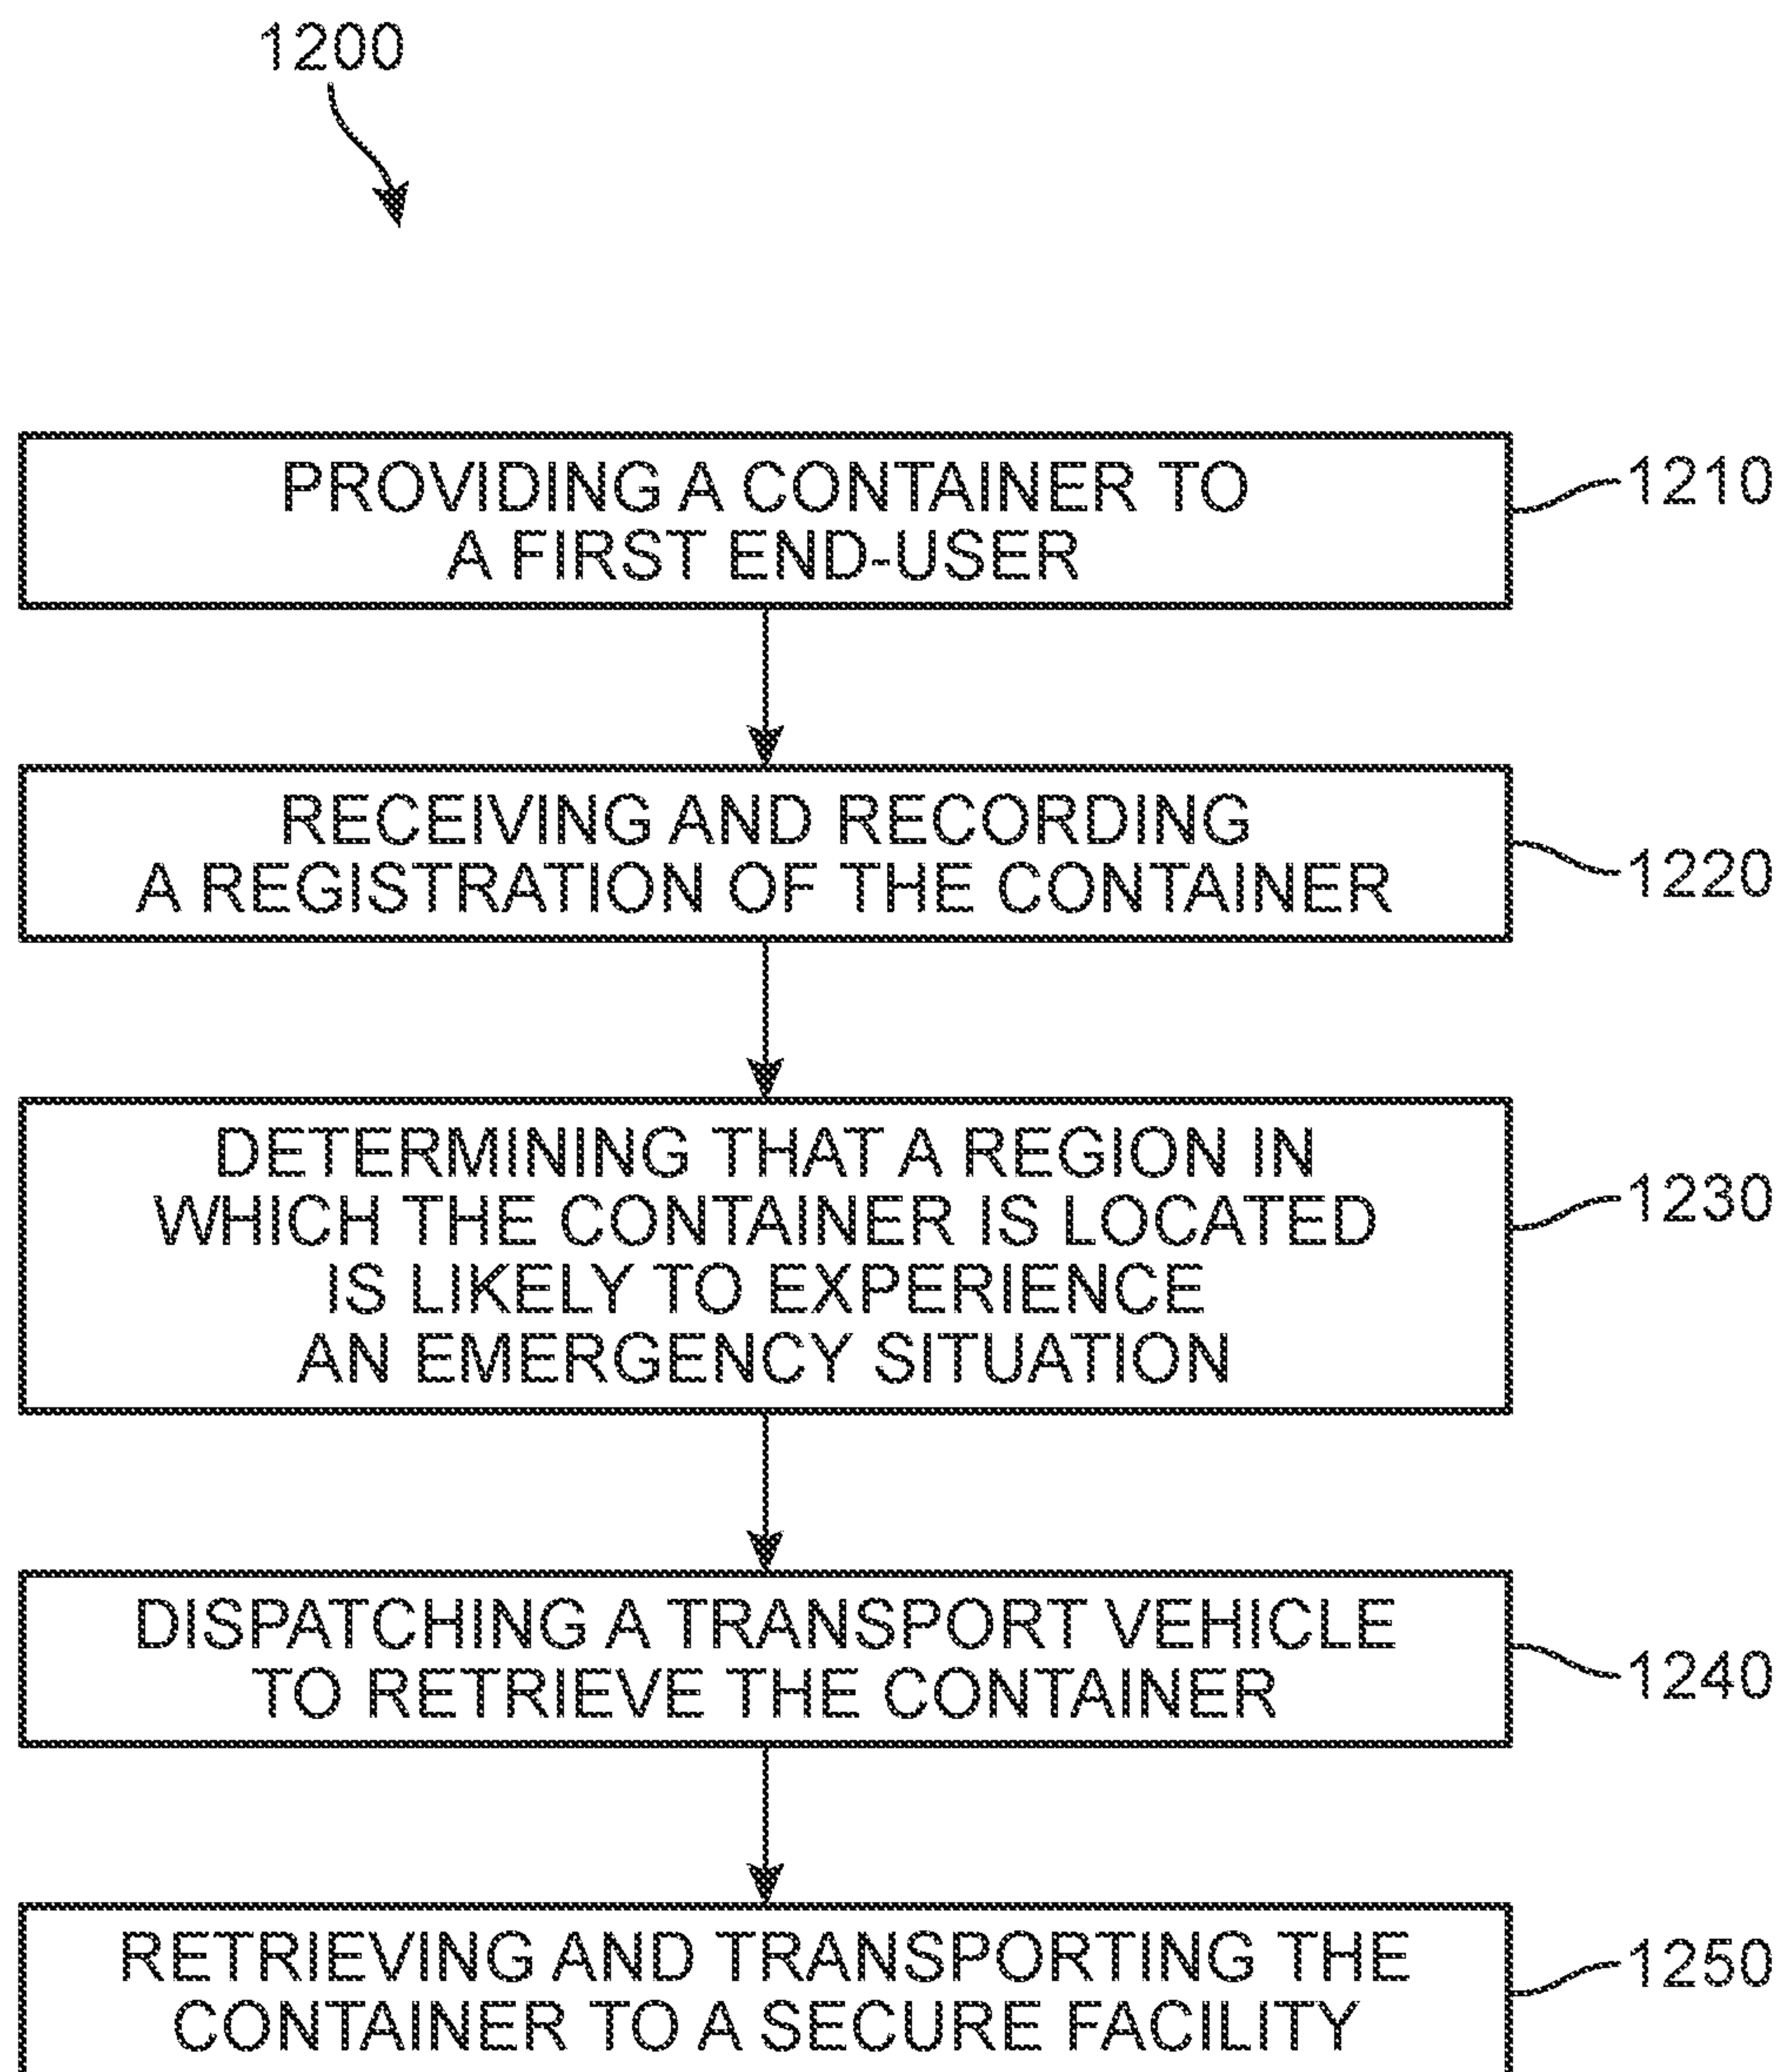 1200
PROVIDING A CONTAINER TO
A FIRST END-USER
1210
RECEIVING AND RECORDING
A REGISTRATION OF THE CONTAINER
1220
DETERMINING THAT A REGION IN
WHICH THE CONTAINER IS LOCATED
IS LIKELY TO EXPERIENCE
AN EMERGENCY SITUATION
1230
DISPATCHING A TRANSPORT VEHICLE
TO RETRIEVE THE CONTAINER
1240
RETRIEVING AND TRANSPORTING THE
CONTAINER TO A SECURE FACILITY
1250